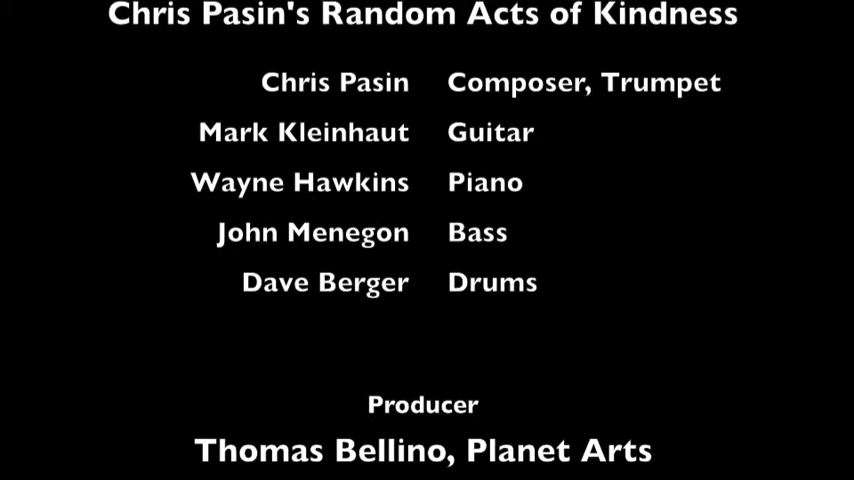 Chris Pasin's Random Acts of Kindness
Chris Pasin Composer, Trumpet
Mark Kleinhaut Guitar
Wayne Hawkins Piano
John Menegon Bass
Dave Berger Drums
Producer
Thomas Bellino, Planet Arts